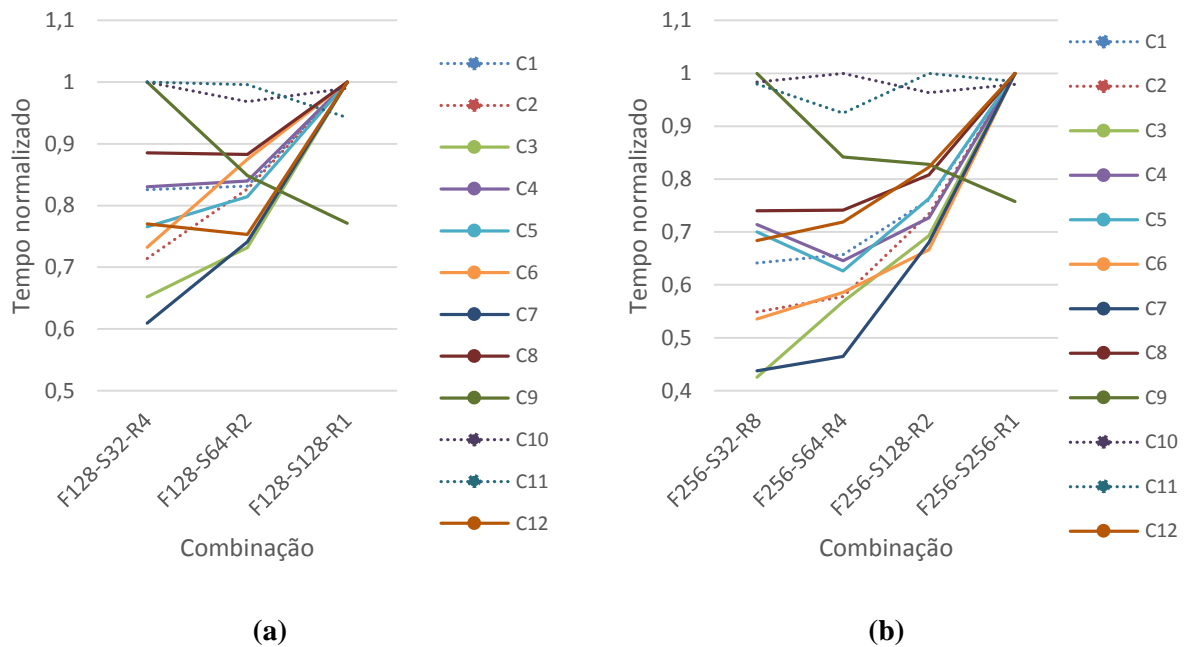 1,1
1
0,9
0,8
0,7
0,6
0,5
Tempo normalizado
F128-S32-R4
F128-S64-R2
F128-S128-R1
Combinação
C1
C2
C3
C4
C5
C6
C7
C8
C9
C10
C11
C12
(a)
1,1
1
0,9
0,8
0,7
0,6
0,5
0,4
Tempo normalizado
F256-S32-R8
F256-S64-R4
F256-S128-R2
F256-S256-R1
Combinação
C1
C2
C3
C4
C5
C6
C7
C8
C9
C10
C11
C12
(b)